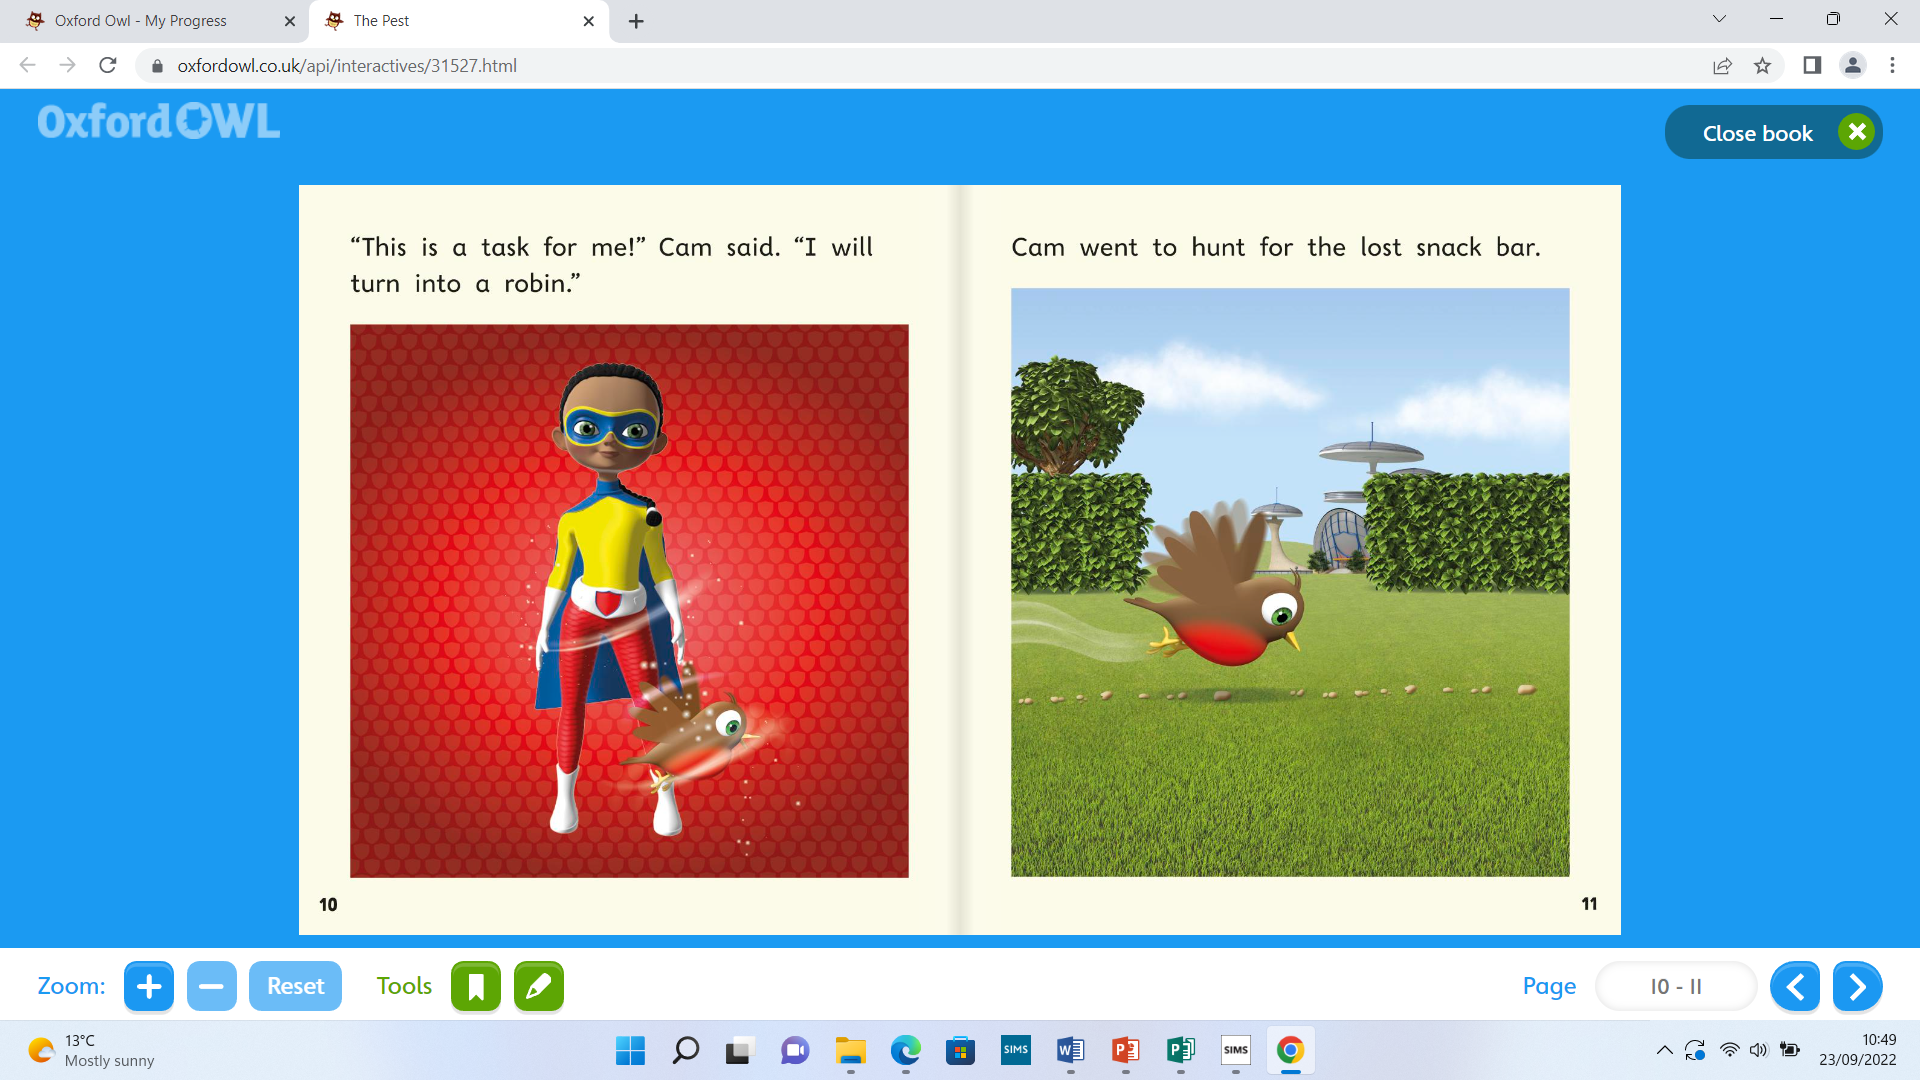 Oxford Owl - My Progress
The Pest
oxfordowl.co.uk/api/interactives/31527.html
Oxford OWL
Close book
“This is a task for me!” Cam said. “I will
turn into a robin.”
10
Cam went to hunt for the lost snack bar.
11
Zoom:
Reset
Tools
Page
10 - 11
13°C
Mostly sunny
SIMS
W
P
P
SIMS
10:49
23/09/2022